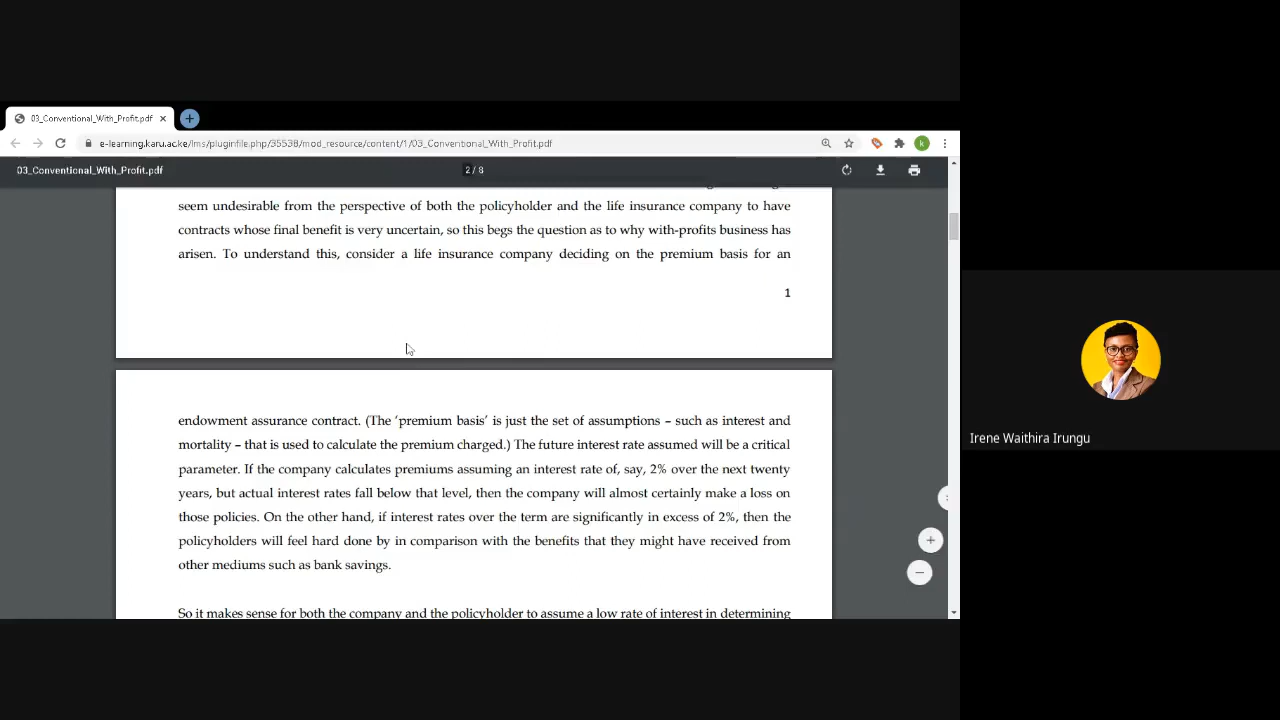 03_Conventional_With_Profit.pdf
e-learning.karu.ac.ke/lms/pluginfile.php/35538/mod_resource/content/1/03_Conventional_With_Profit.pdf
k
03_Conventional_With_Profit.pdf
2 / 8
seem undesirable from the perspective of both the policyholder and the life insurance company to have
contracts whose final benefit is very uncertain, so this begs the question as to why with-profits business has
arisen. To understand this, consider a life insurance company deciding on the premium basis for an
1
endowment assurance contract. (The ‘premium basis’ is just the set of assumptions – such as interest and
mortality – that is used to calculate the premium charged.) The future interest rate assumed will be a critical
parameter. If the company calculates premiums assuming an interest rate of, say, 2% over the next twenty
years, but actual interest rates fall below that level, then the company will almost certainly make a loss on
those policies. On the other hand, if interest rates over the term are significantly in excess of 2%, then the
policyholders will feel hard done by in comparison with the benefits that they might have received from
other mediums such as bank savings.
So it makes sense for both the company and the policyholder to assume a low rate of interest in determining
Irene Waithira Irungu